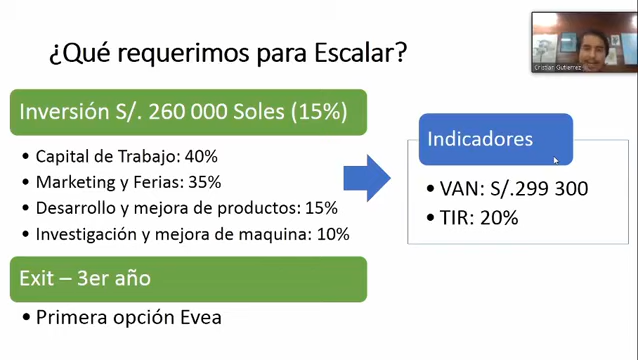 ¿Qué requerimos para Escalar?
Cristian Gutierrez
Inversión S/. 260 000 Soles (15%)
• Capital de Trabajo: 40%
• Marketing y Ferias: 35%
• Desarrollo y mejora de productos: 15%
• Investigación y mejora de maquina: 10%
Exit – 3er año
• Primera opción Evea
Indicadores
• VAN: S/.299 300
• TIR: 20%